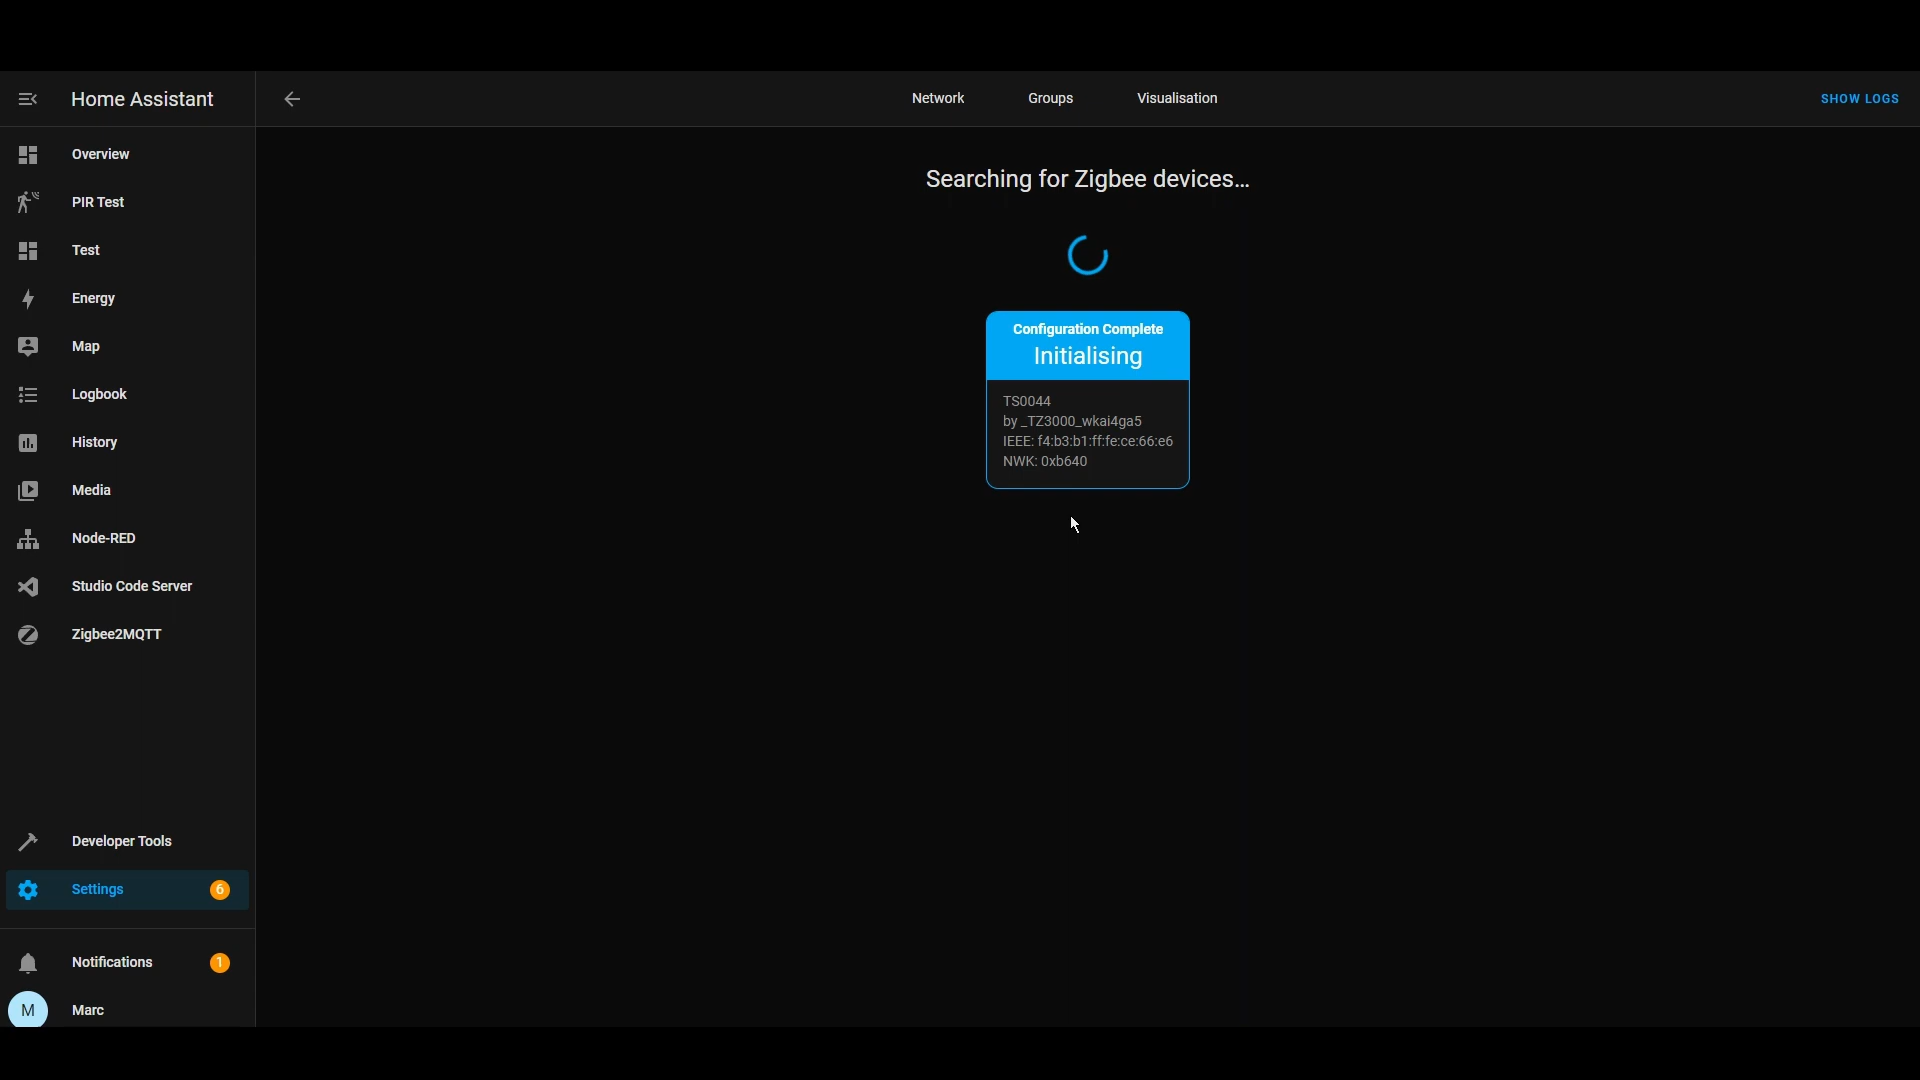 Home Assistant
Network
Groups
Visualisation
SHOW LOGS
Overview
PIR Test
Test
Energy
Map
Logbook
History
Media
Node-RED
Studio Code Server
Zigbee2MQTT
Developer Tools
Settings
6
Notifications
1
M
Marc
Searching for Zigbee devices...
Configuration Complete
Initialising
TS0044
by _TZ3000_wkai4ga5
IEEE: f4:b3:b1:ff:fe:ce:66:e6
NWK: 0xb640